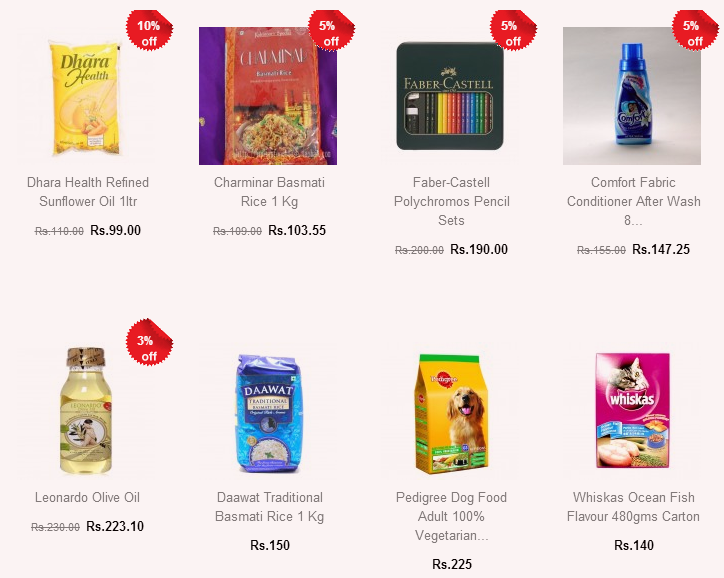 10%
off
5%
off
5%
off
5%
off
Dhara
Health
CHARMINAR
Basmati Rice
FABER-CASTELL
Comfort
Dhara Health Refined
Sunflower Oil 1ltr
Rs.110.00 Rs.99.00
Charminar Basmati
Rice 1 Kg
Rs.109.00 Rs.103.55
Faber-Castell
Polychromos Pencil
Sets
Rs.200.00 Rs.190.00
Comfort Fabric
Conditioner After Wash
8...
Rs.155.00 Rs.147.25
3%
off
LEONARDO
DAAWAT
TRADITIONAL
BASMATI RICE
Pedigree
whiskas
Leonardo Olive Oil
Rs.230.00 Rs.223.10
Daawat Traditional
Basmati Rice 1 Kg
Rs.150
Pedigree Dog Food
Adult 100%
Vegetarian...
Rs.225
Whiskas Ocean Fish
Flavour 480gms Carton
Rs.140